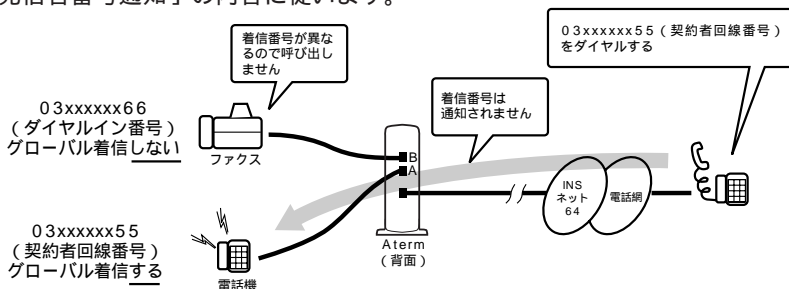 発信者番号通知」の内容に従います。
着信番号が異な
るので呼び出し
ません
03xxxxxx55(契約者回線番号)
をダイヤルする
着信番号は
通知されません
03xxxxxx66
(ダイヤルイン番号)
グローバル着信しない
ファクス
B
A
INS
ネット
64
電話網
03xxxxxx55
(契約者回線番号)
グローバル着信する
電話機
Aterm
(背面)